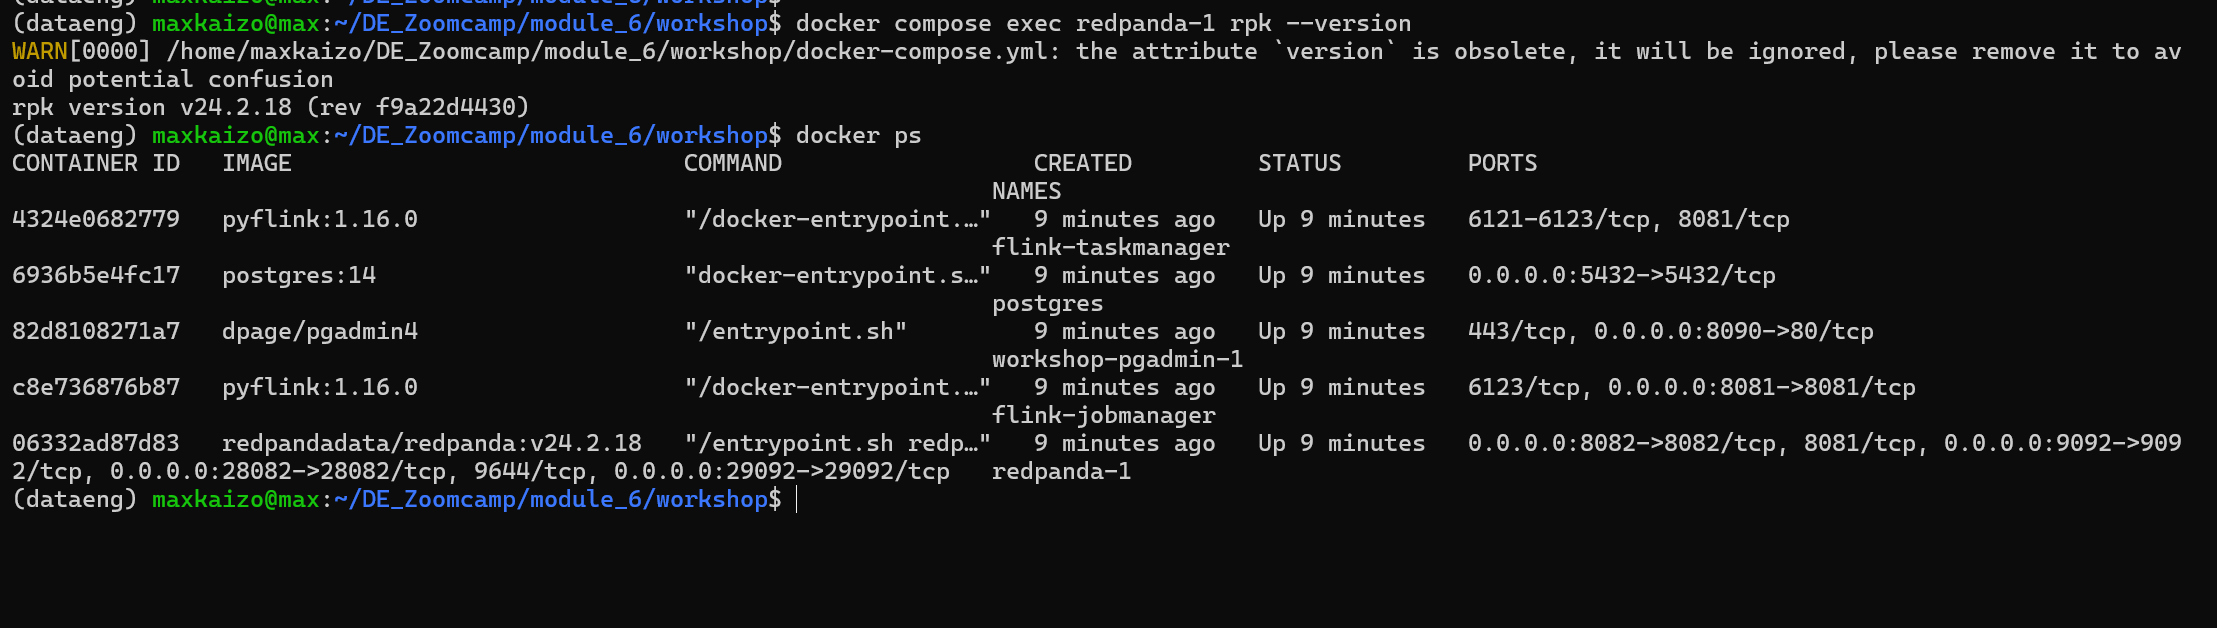 (dataeng) maxkaizo@max:~/DE_Zoomcamp/module_6/workshop$
(dataeng) maxkaizo@max:~/DE_Zoomcamp/module_6/workshop$ docker compose exec redpanda-1 rpk --version
WARN[0000] /home/maxkaizo/DE_Zoomcamp/module_6/workshop/docker-compose.yml: the attribute `version` is obsolete, it will be ignored, please remove it to av
oid potential confusion
rpk version v24.2.18 (rev f9a22d4430)
(dataeng) maxkaizo@max:~/DE_Zoomcamp/module_6/workshop$ docker ps
CONTAINER ID   IMAGE                            COMMAND                  CREATED         STATUS         PORTS
                                                                      NAMES
4324e0682779   pyflink:1.16.0                   "/docker-entrypoint.…"   9 minutes ago   Up 9 minutes   6121-6123/tcp, 8081/tcp
                                                                      flink-taskmanager
6936b5e4fc17   postgres:14                      "docker-entrypoint.s…"   9 minutes ago   Up 9 minutes   0.0.0.0:5432->5432/tcp
                                                                      postgres
82d8108271a7   dpage/pgadmin4                   "/entrypoint.sh"         9 minutes ago   Up 9 minutes   443/tcp, 0.0.0.0:8090->80/tcp
                                                                      workshop-pgadmin-1
c8e736876b87   pyflink:1.16.0                   "/docker-entrypoint.…"   9 minutes ago   Up 9 minutes   6123/tcp, 0.0.0.0:8081->8081/tcp
                                                                      flink-jobmanager
06332ad87d83   redpandadata/redpanda:v24.2.18   "/entrypoint.sh redp…"   9 minutes ago   Up 9 minutes   0.0.0.0:8082->8082/tcp, 8081/tcp, 0.0.0.0:9092->909
2/tcp, 0.0.0.0:28082->28082/tcp, 9644/tcp, 0.0.0.0:29092->29092/tcp   redpanda-1
(dataeng) maxkaizo@max:~/DE_Zoomcamp/module_6/workshop$